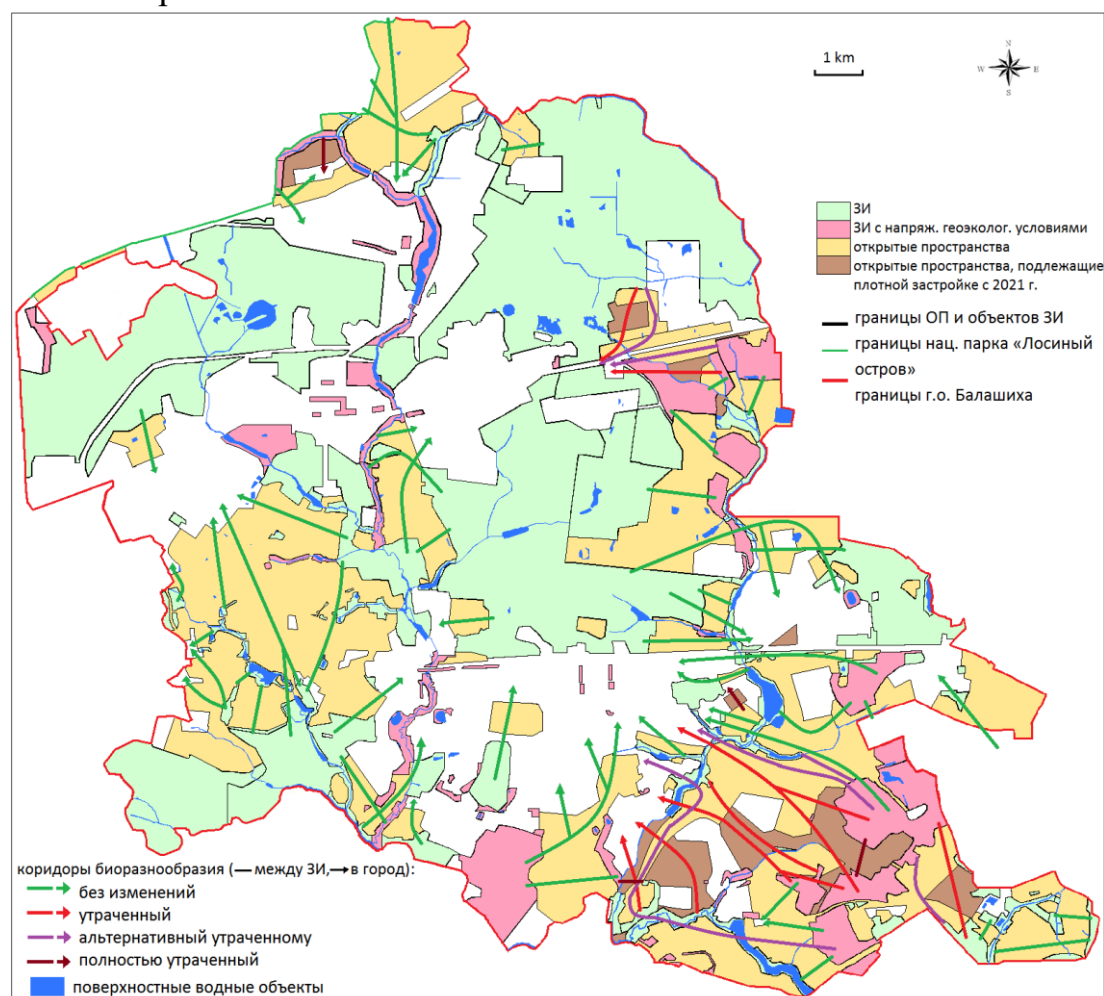 1 km
N
W E
S
ЗИ
ЗИ с напряж. геоэколог. условиями
открытые пространства
открытые пространства, подлежащие
плотной застройке с 2021 г.
границы ОП и объектов ЗИ
границы нац. парка «Лосиный
остров»
границы г.о. Балашиха
коридоры биоразнообразия (— между ЗИ,→в город):
без изменений
утраченный
альтернативный утраченному
полностью утраченный
поверхностные водные объекты